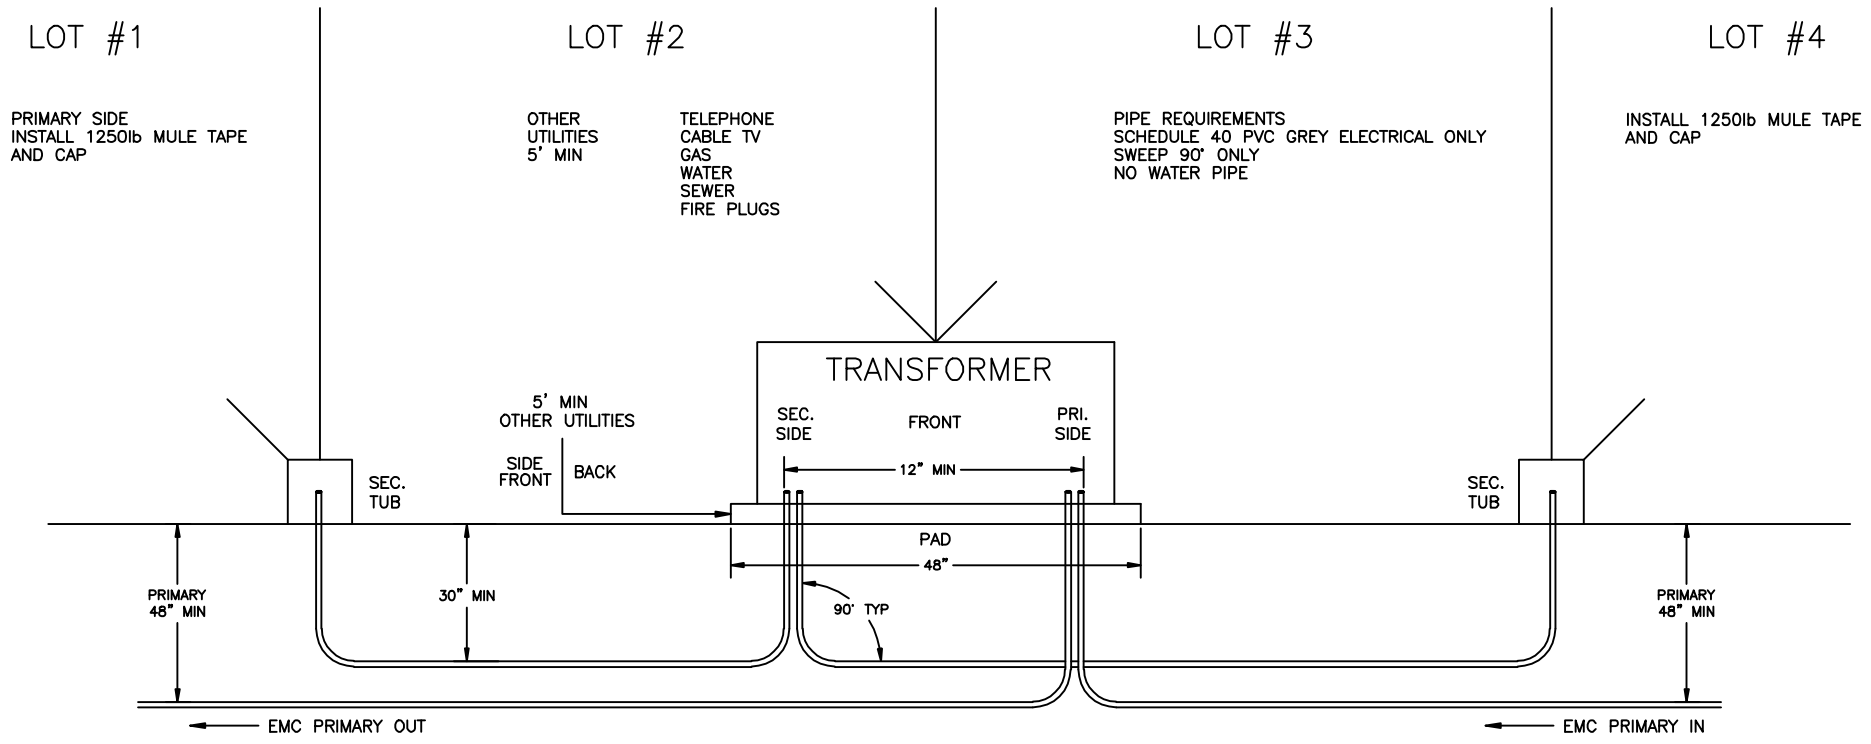 LOT #1
LOT #2
LOT #3
LOT #4
PRIMARY SIDE
INSTALL 1250lb MULE TAPE
AND CAP
OTHER
UTILITIES
5' MIN
TELEPHONE
CABLE TV
GAS
WATER
SEWER
FIRE PLUGS
PIPE REQUIREMENTS
SCHEDULE 40 PVC GREY ELECTRICAL ONLY
SWEEP 90° ONLY
NO WATER PIPE
INSTALL 1250lb MULE TAPE
AND CAP
TRANSFORMER
SEC.
SIDE
FRONT
PRI.
SIDE
12" MIN
5' MIN
OTHER UTILITIES
SIDE
FRONT
BACK
SEC.
TUB
SEC.
TUB
PAD
48"
PRIMARY
48" MIN
30" MIN
90° TYP
PRIMARY
48" MIN
EMC PRIMARY OUT
EMC PRIMARY IN